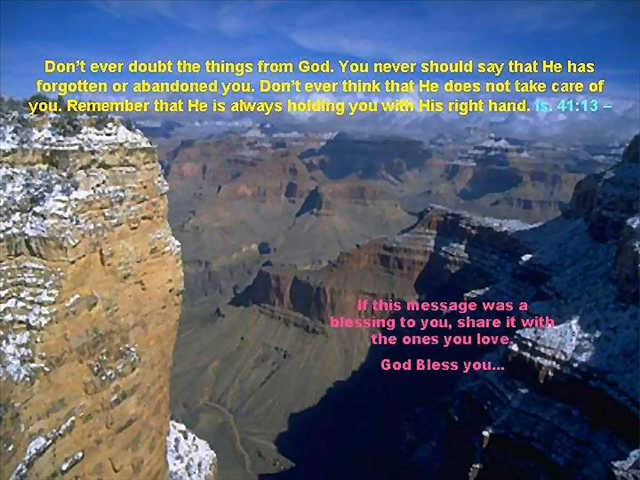 Don't ever doubt the things from God. You never should say that He has
forgotten or abandoned you. Don't ever think that He does not take care of
you. Remember that He is always holding you with His right hand. Is. 41:13 –
If this message was a
blessing to you, share it with
the ones you love.
God Bless you...